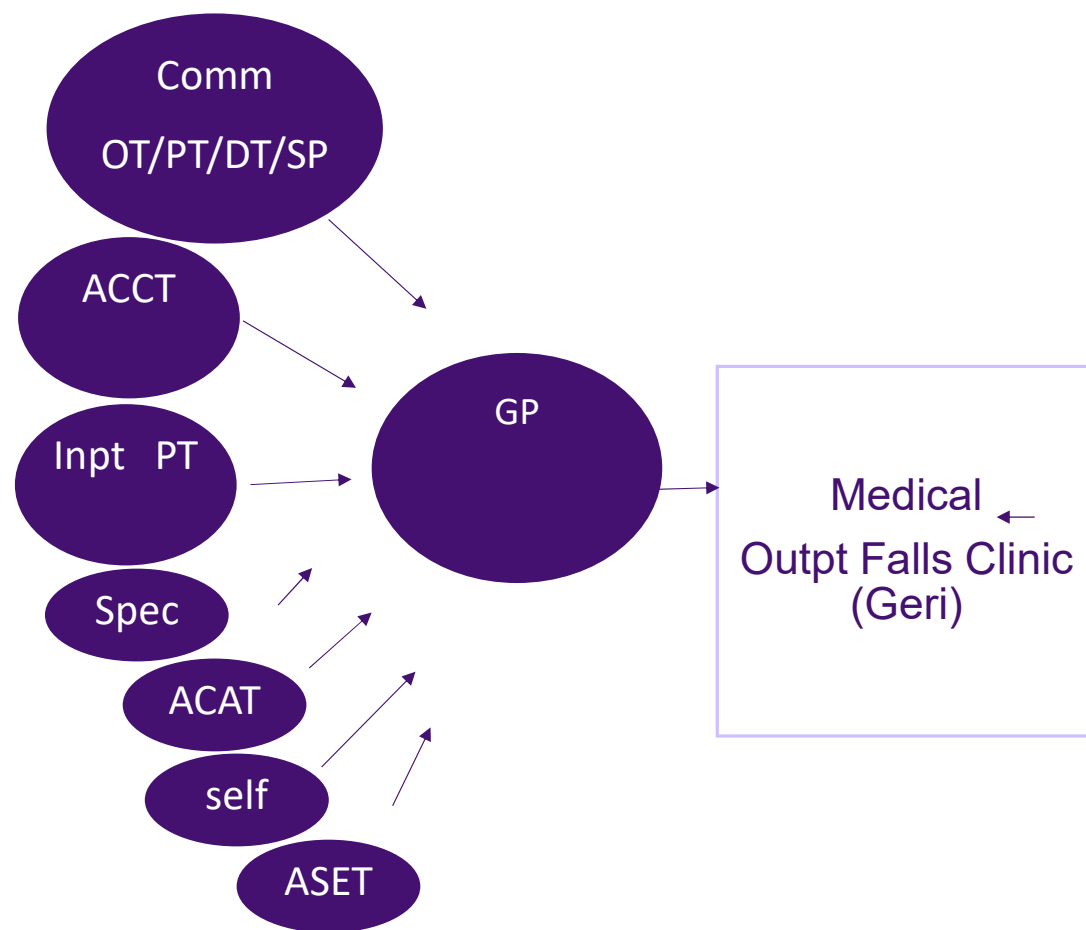 Comm
OT/PT/DT/SP
ACCT
Inpt PT
Spec
ACAT
self
ASET
GP
Medical
Outpt Falls Clinic
(Geri)